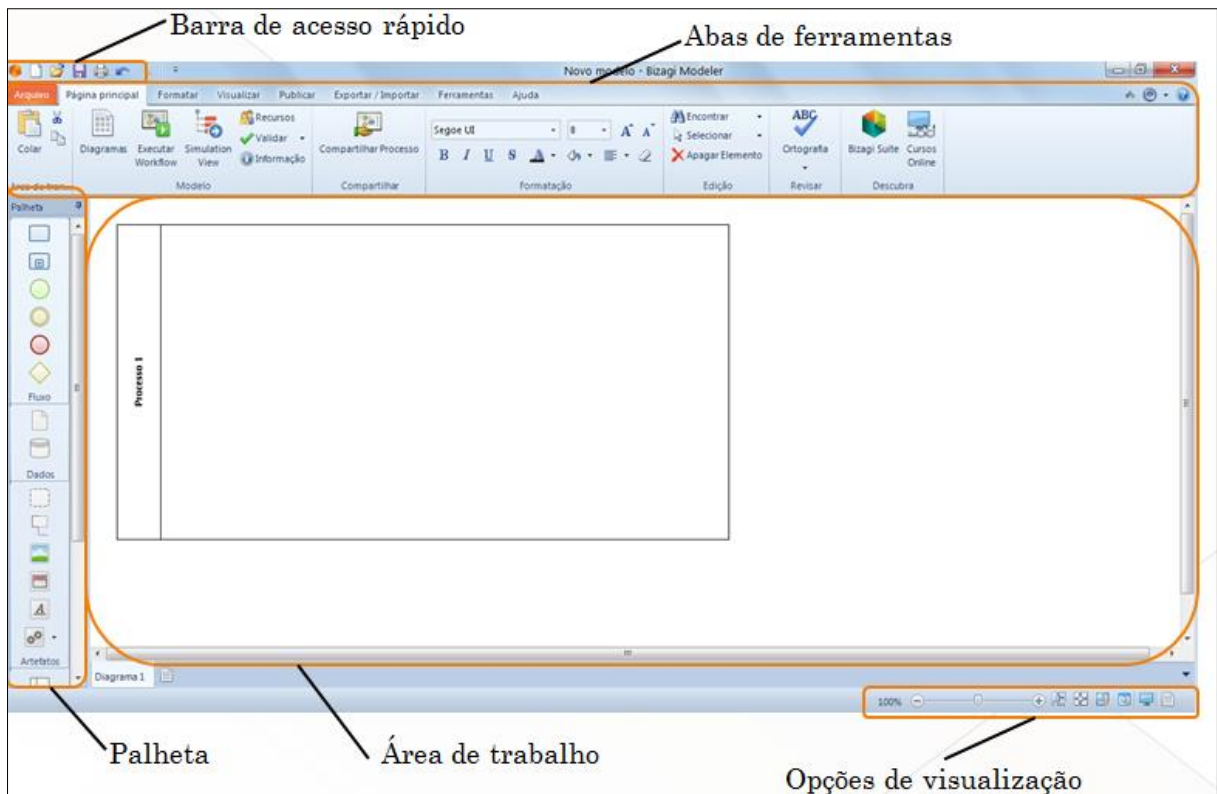 Barra de acesso rápido
Abas de ferramentas
Novo modelo - Bizagi Modeler
Arquivo Página principal Formatar Visualizar Publicar Exportar / Importar Ferramentas Ajuda
Colar
Diagramas
Executar Workflow
Simulation View
Recursos
Validar
Informação
Compartilhar Processo
Segoe UI 8 A A
B I U S A
Encontrar
Selecionar
Apagar Elemento
ABC
Ortografia
Bizagi Suite
Cursos Online
Modelo Compartilhar Formatação Edição Revisar Descubra
Palheta
Processo 1
Fluxo
Dados
A
Artefatos
Diagrama 1
100%
Palheta
Área de trabalho
Opções de visualização